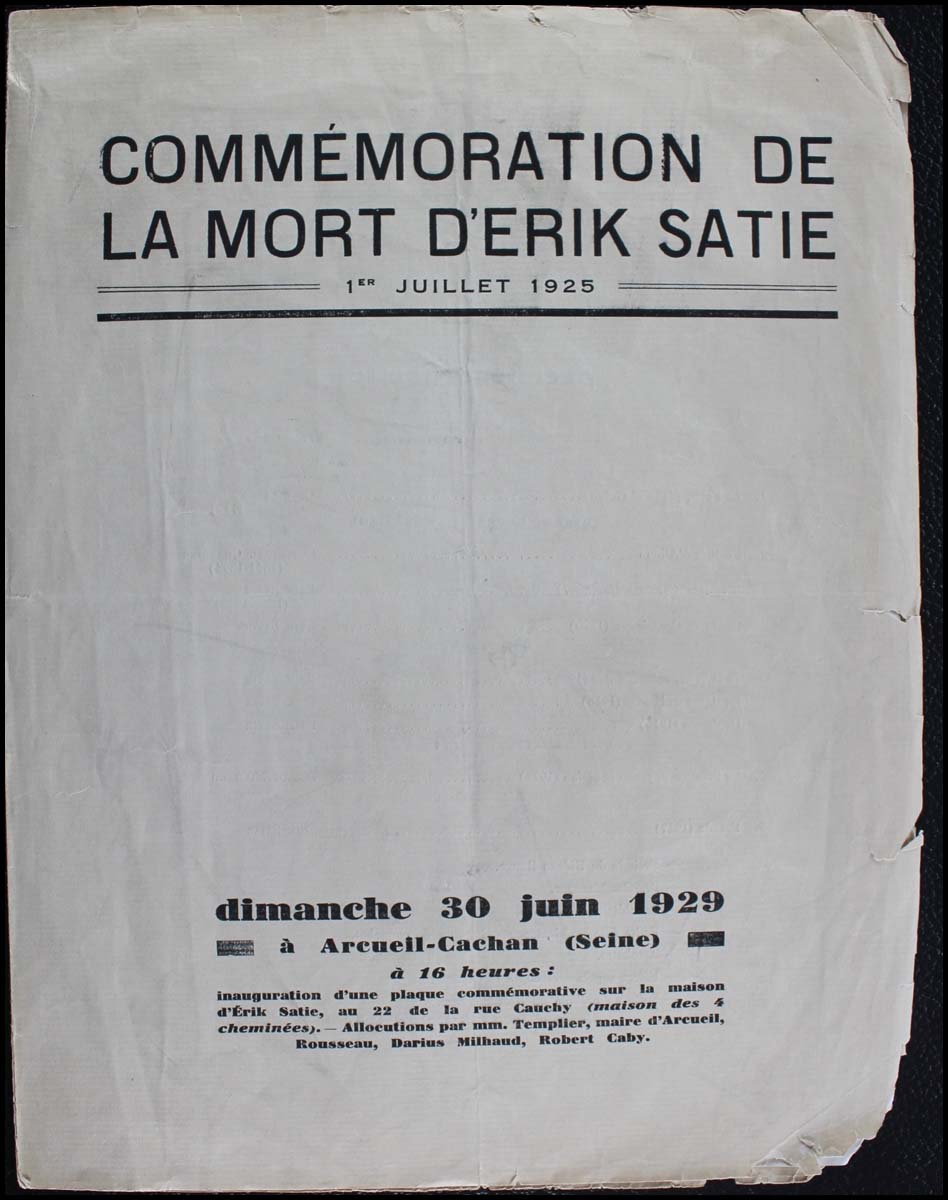 COMMÉMORATION DE
LA MORT D'ERIK SATIE
1ER JUILLET 1925
dimanche 30 juin 1929
à Arcueil-Cachan (Seine)
à 16 heures :
inauguration d'une plaque commémorative sur la maison
d'Érik Satie, au 22 de la rue Cauchy (maison des 4
cheminées). — Allocutions par mm. Templier, maire d'Arcueil,
Rousseau, Darius Milhaud, Robert Caby.